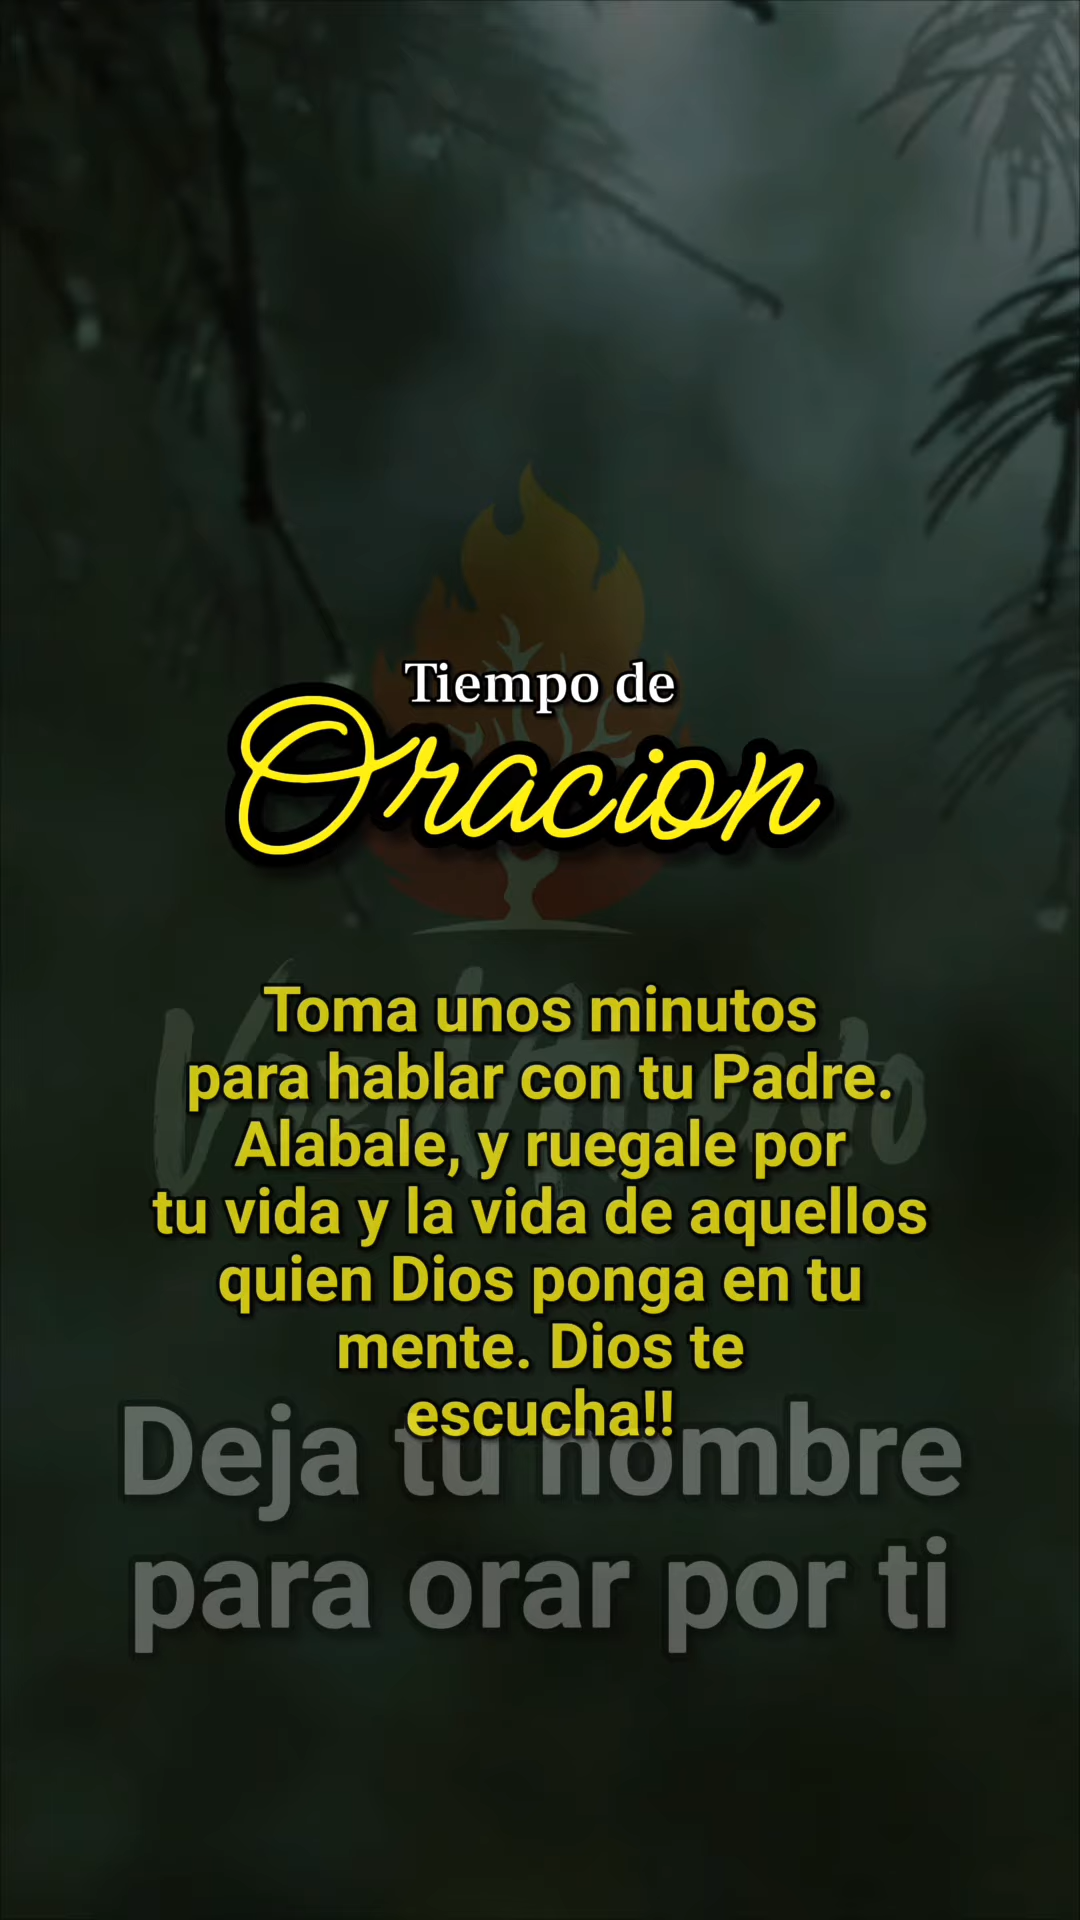 Tiempo de
Oracion
Toma unos minutos
para hablar con tu Padre.
Alabale, y ruegale por
tu vida y la vida de aquellos
quien Dios ponga en tu
mente. Dios te
escucha!!
Deja tu nombre
para orar por ti